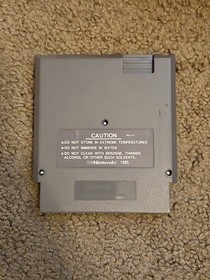 CAUTION
●DO NOT STORE IN EXTREME TEMPERATURES.
●DO NOT IMMERSE IN WATER.
●DO NOT CLEAN WITH BENZENE, THINNER,
ALCOHOL OR OTHER SUCH SOLVENTS.
©Nintendo® 1985